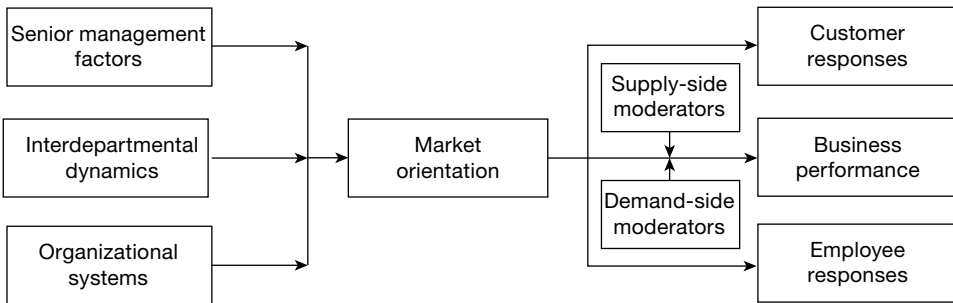 Senior management
factors
Interdepartmental
dynamics
Organizational
systems
Market
orientation
Supply-side
moderators
Demand-side
moderators
Customer
responses
Business
performance
Employee
responses